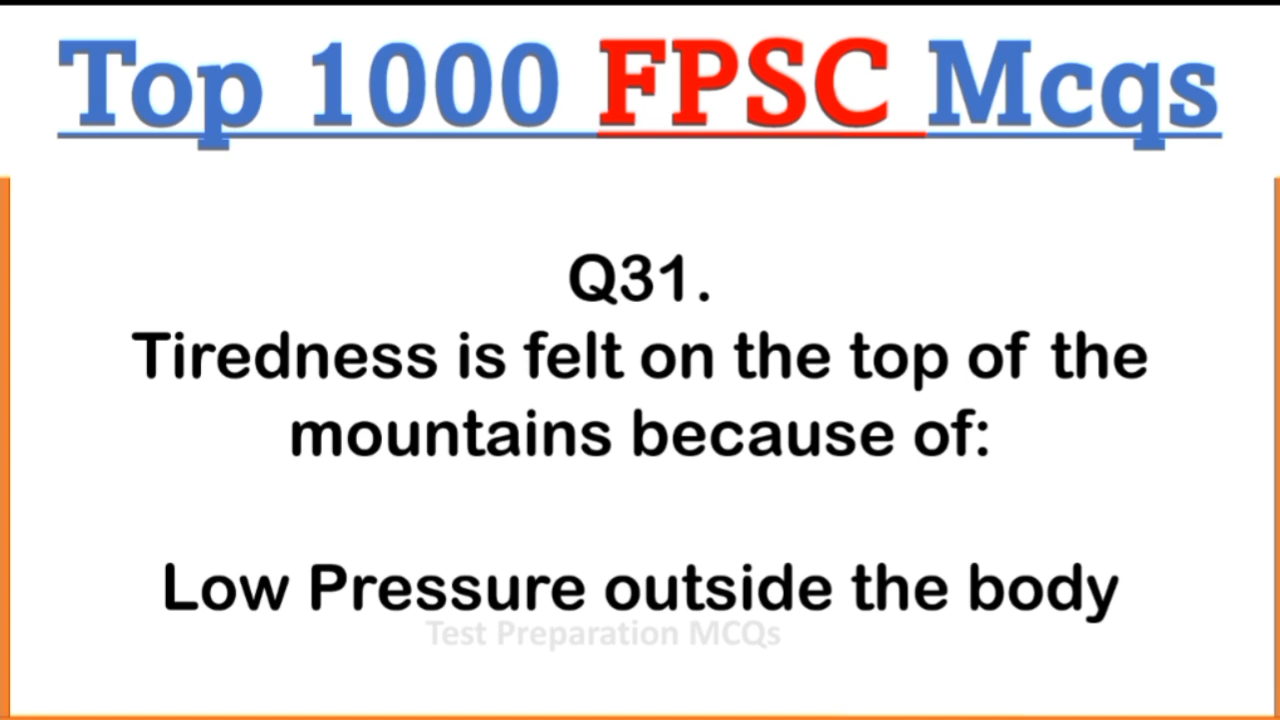 Top 1000 FPSC Mcqs
Q31.
Tiredness is felt on the top of the
mountains because of:
Low Pressure outside the body
Test Preparation MCQs